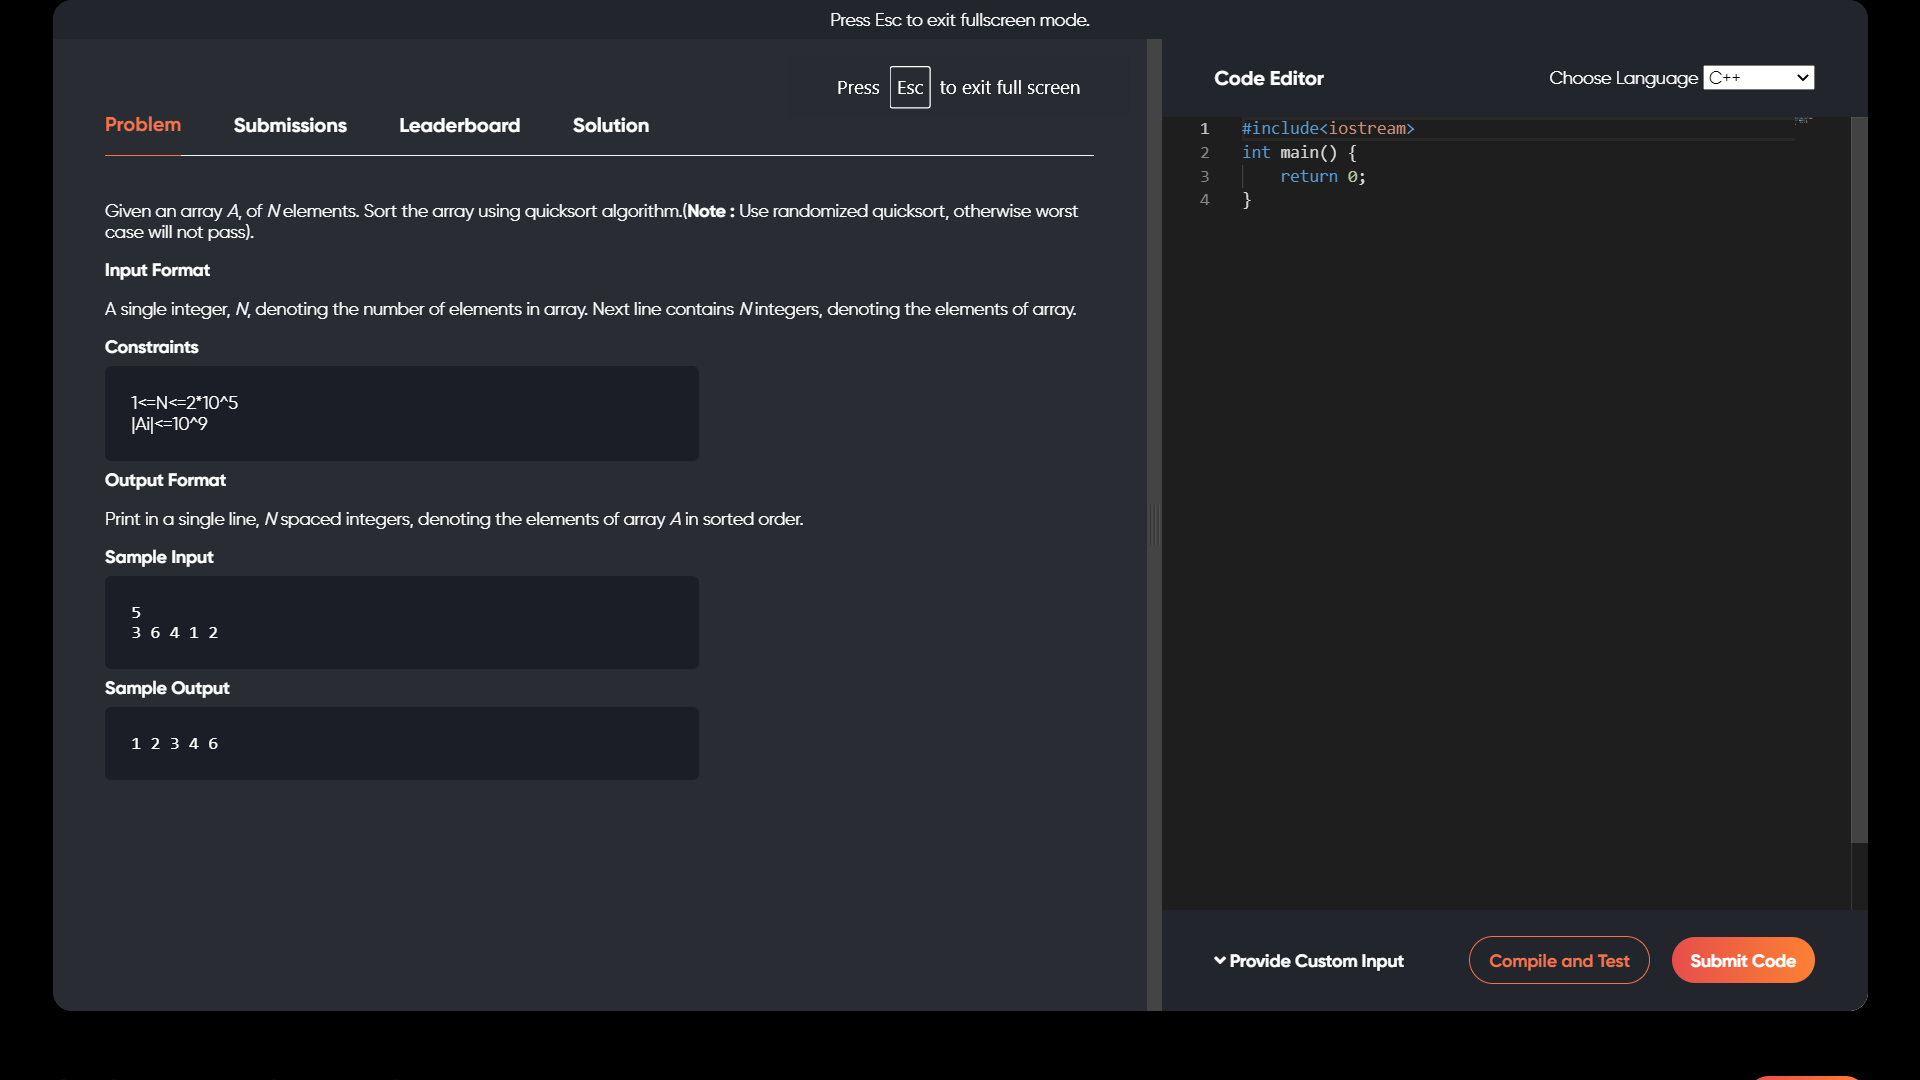 Press Esc to exit fullscreen mode.
Press Esc to exit full screen
Problem Submissions Leaderboard Solution
Given an array A, of N elements. Sort the array using quicksort algorithm.(Note : Use randomized quicksort, otherwise worst
case will not pass).
Input Format
A single integer, N, denoting the number of elements in array. Next line contains N integers, denoting the elements of array.
Constraints
1<=N<=2*10^5
|Ai|<=10^9
Output Format
Print in a single line, N spaced integers, denoting the elements of array A in sorted order.
Sample Input
5
3 6 4 1 2
Sample Output
1 2 3 4 6
Code Editor
Choose Language C++
1 #include<iostream>
2 int main() {
3 return 0;
4 }
Provide Custom Input
Compile and Test
Submit Code